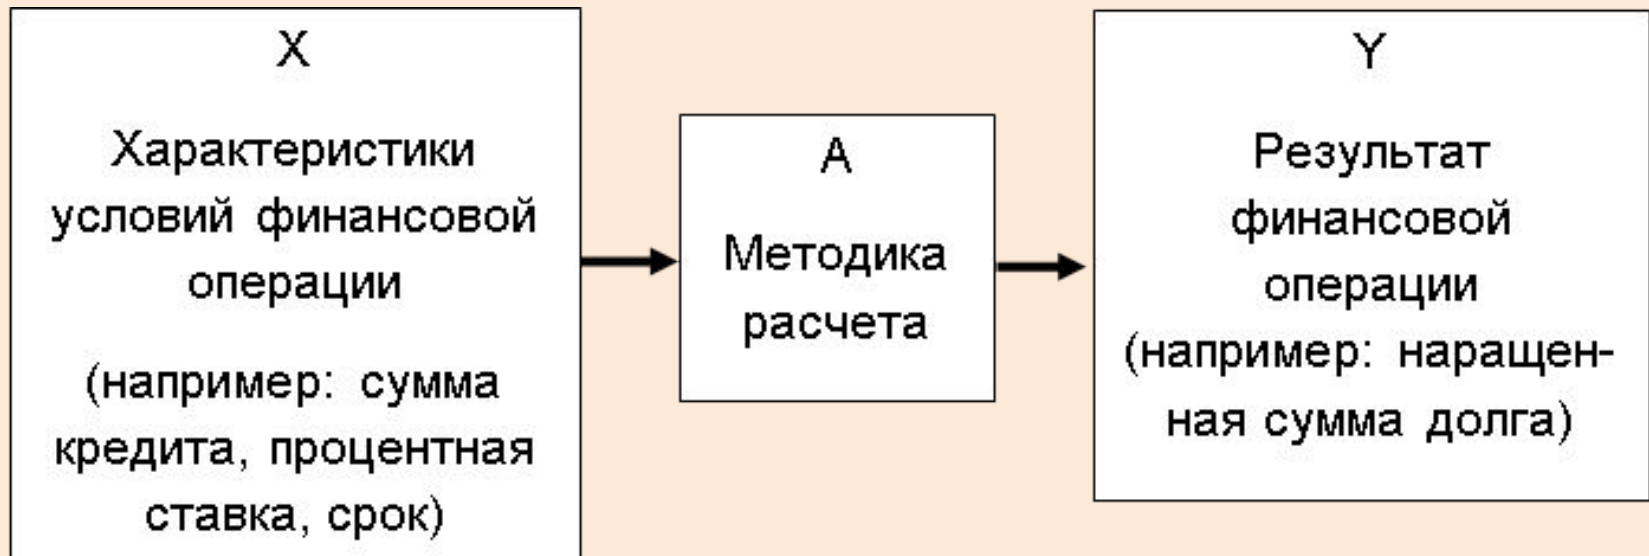 X
Характеристики
условий финансовой
операции
(например: сумма
кредита, процентная
ставка, срок)
А
Методика
расчета
Y
Результат
финансовой
операции
(например: наращен-
ная сумма долга)